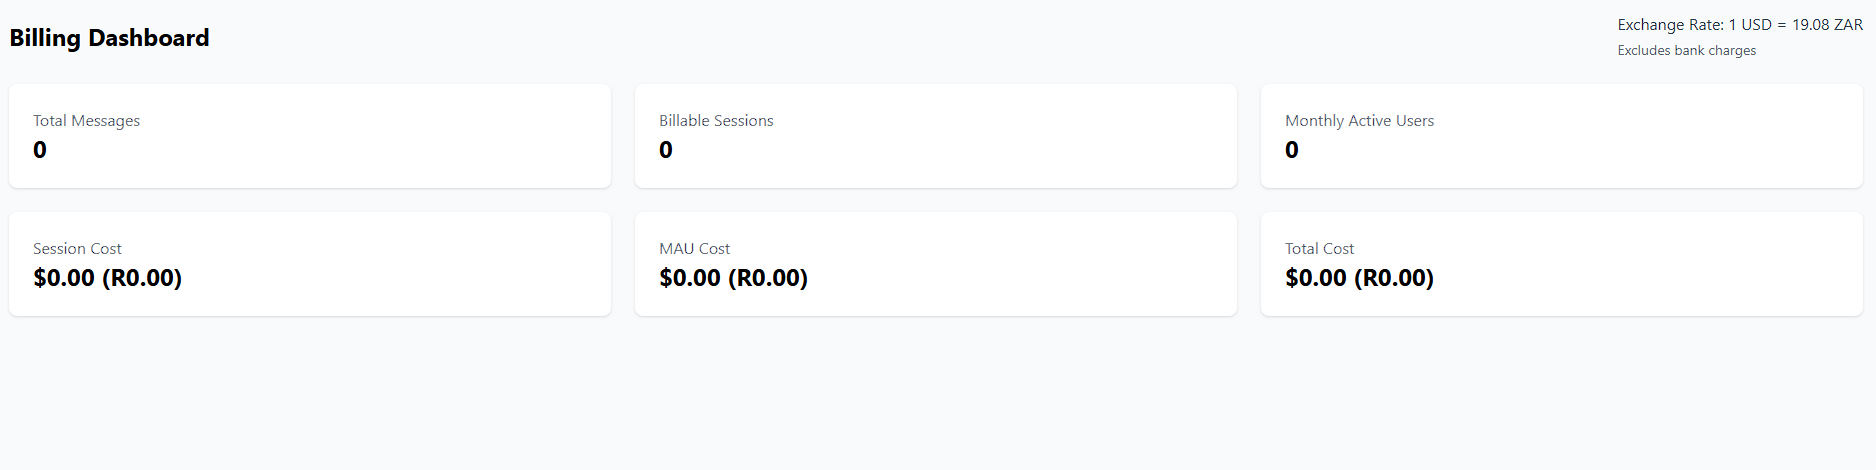 Billing Dashboard
Exchange Rate: 1 USD = 19.08 ZAR
Excludes bank charges
Total Messages
0
Billable Sessions
0
Monthly Active Users
0
Session Cost
$0.00 (R0.00)
MAU Cost
$0.00 (R0.00)
Total Cost
$0.00 (R0.00)